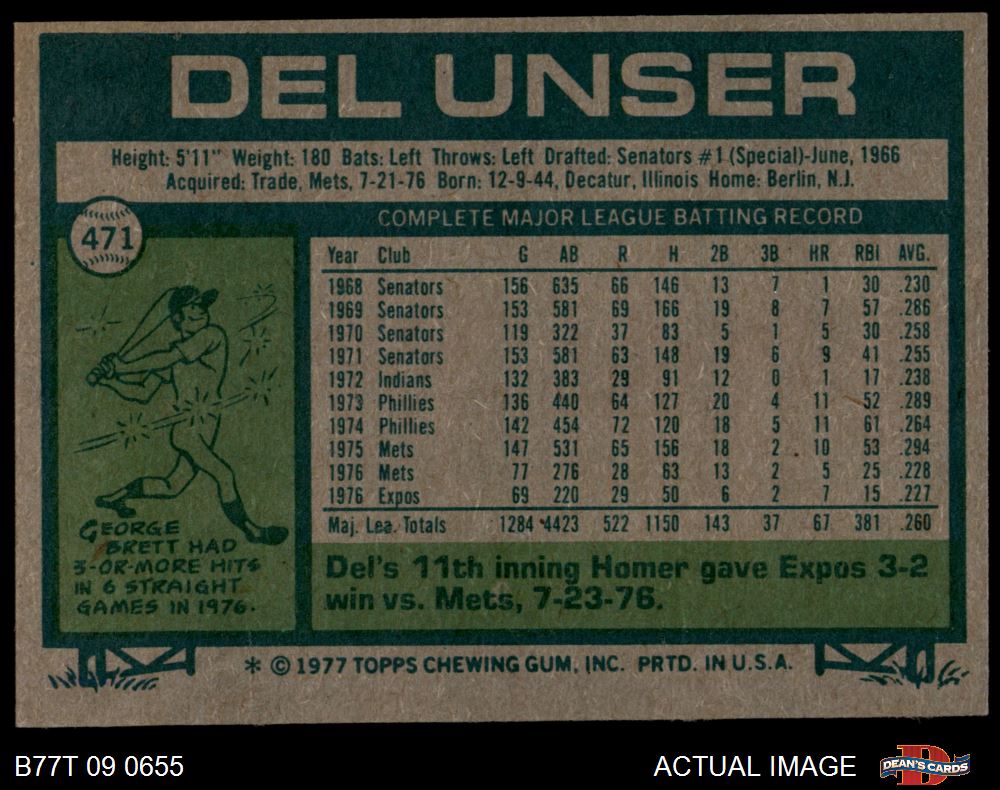 DEL UNSER
Height: 5'11" Weight: 180 Bats: Left Throws: Left Drafted: Senators #1 (Special)-June, 1966
Acquired: Trade, Mets, 7-21-76 Born: 12-9-44, Decatur, Illinois Home: Berlin, N.J.
471
COMPLETE MAJOR LEAGUE BATTING RECORD
Year Club G AB R H 2B 3B HR RBI AVG.
1968 Senators 156 635 66 146 13 7 1 30 .230
1969 Senators 153 581 69 166 19 8 7 57 .286
1970 Senators 119 322 37 83 5 1 5 30 .258
1971 Senators 153 581 63 148 19 6 9 41 .255
1972 Indians 132 383 29 91 12 0 1 17 .238
1973 Phillies 136 440 64 127 20 4 11 52 .289
1974 Phillies 142 454 72 120 18 5 11 61 .264
1975 Mets 147 531 65 156 18 2 10 53 .294
1976 Mets 77 276 28 63 13 2 5 25 .228
1976 Expos 69 220 29 50 6 2 7 15 .227
Maj. Lea. Totals 1284 4423 522 1150 143 37 67 381 .260
GEORGE
BRETT HAD
3-OR-MORE HITS
IN 6 STRAIGHT
GAMES IN 1976.
Del's 11th inning Homer gave Expos 3-2
win vs. Mets, 7-23-76.
* © 1977 TOPPS CHEWING GUM, INC. PRTD. IN U.S.A.
B77T 09 0655
ACTUAL IMAGE
DEAN'S CARDS